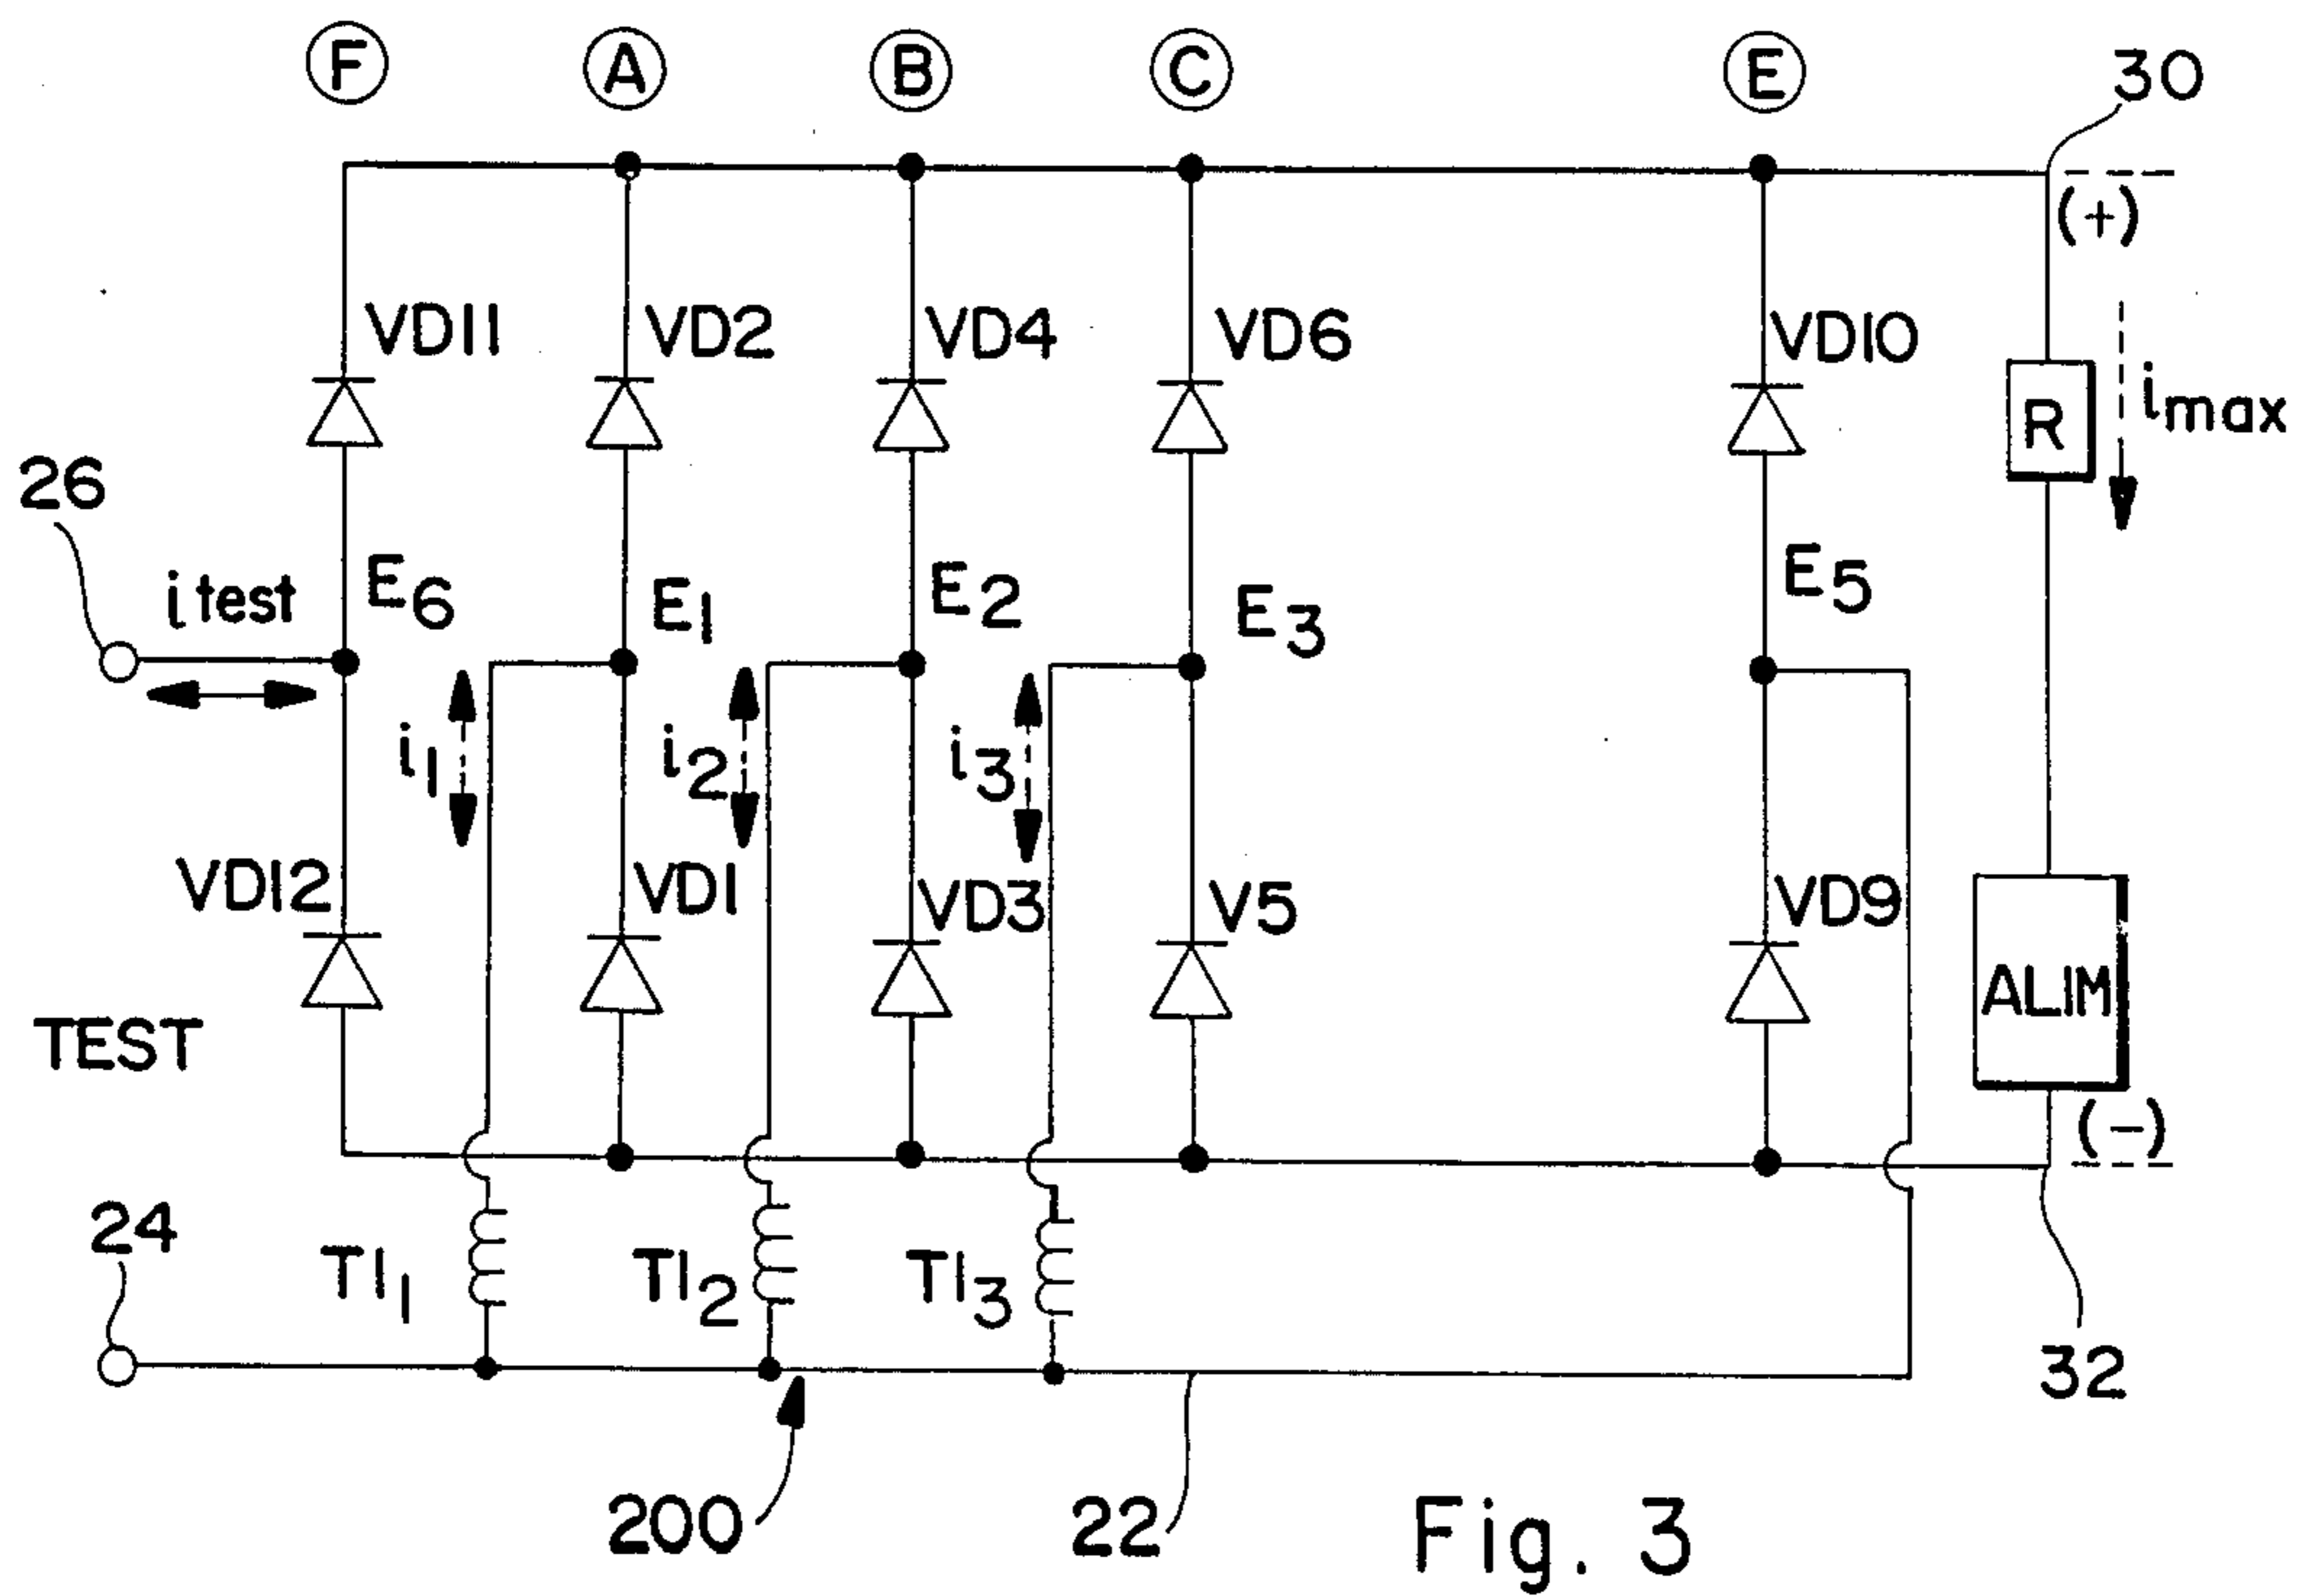 F A B C E
30
(+)
VD11 VD2 VD4 VD6 VD10
R
imax
26
itest
E6 E1 E2 E3 E5
i1 i2 i3
VD12 VD1 VD3 V5 VD9
ALIM
TEST
(-)
24
TI1 TI2 TI3
32
200
22
Fig. 3